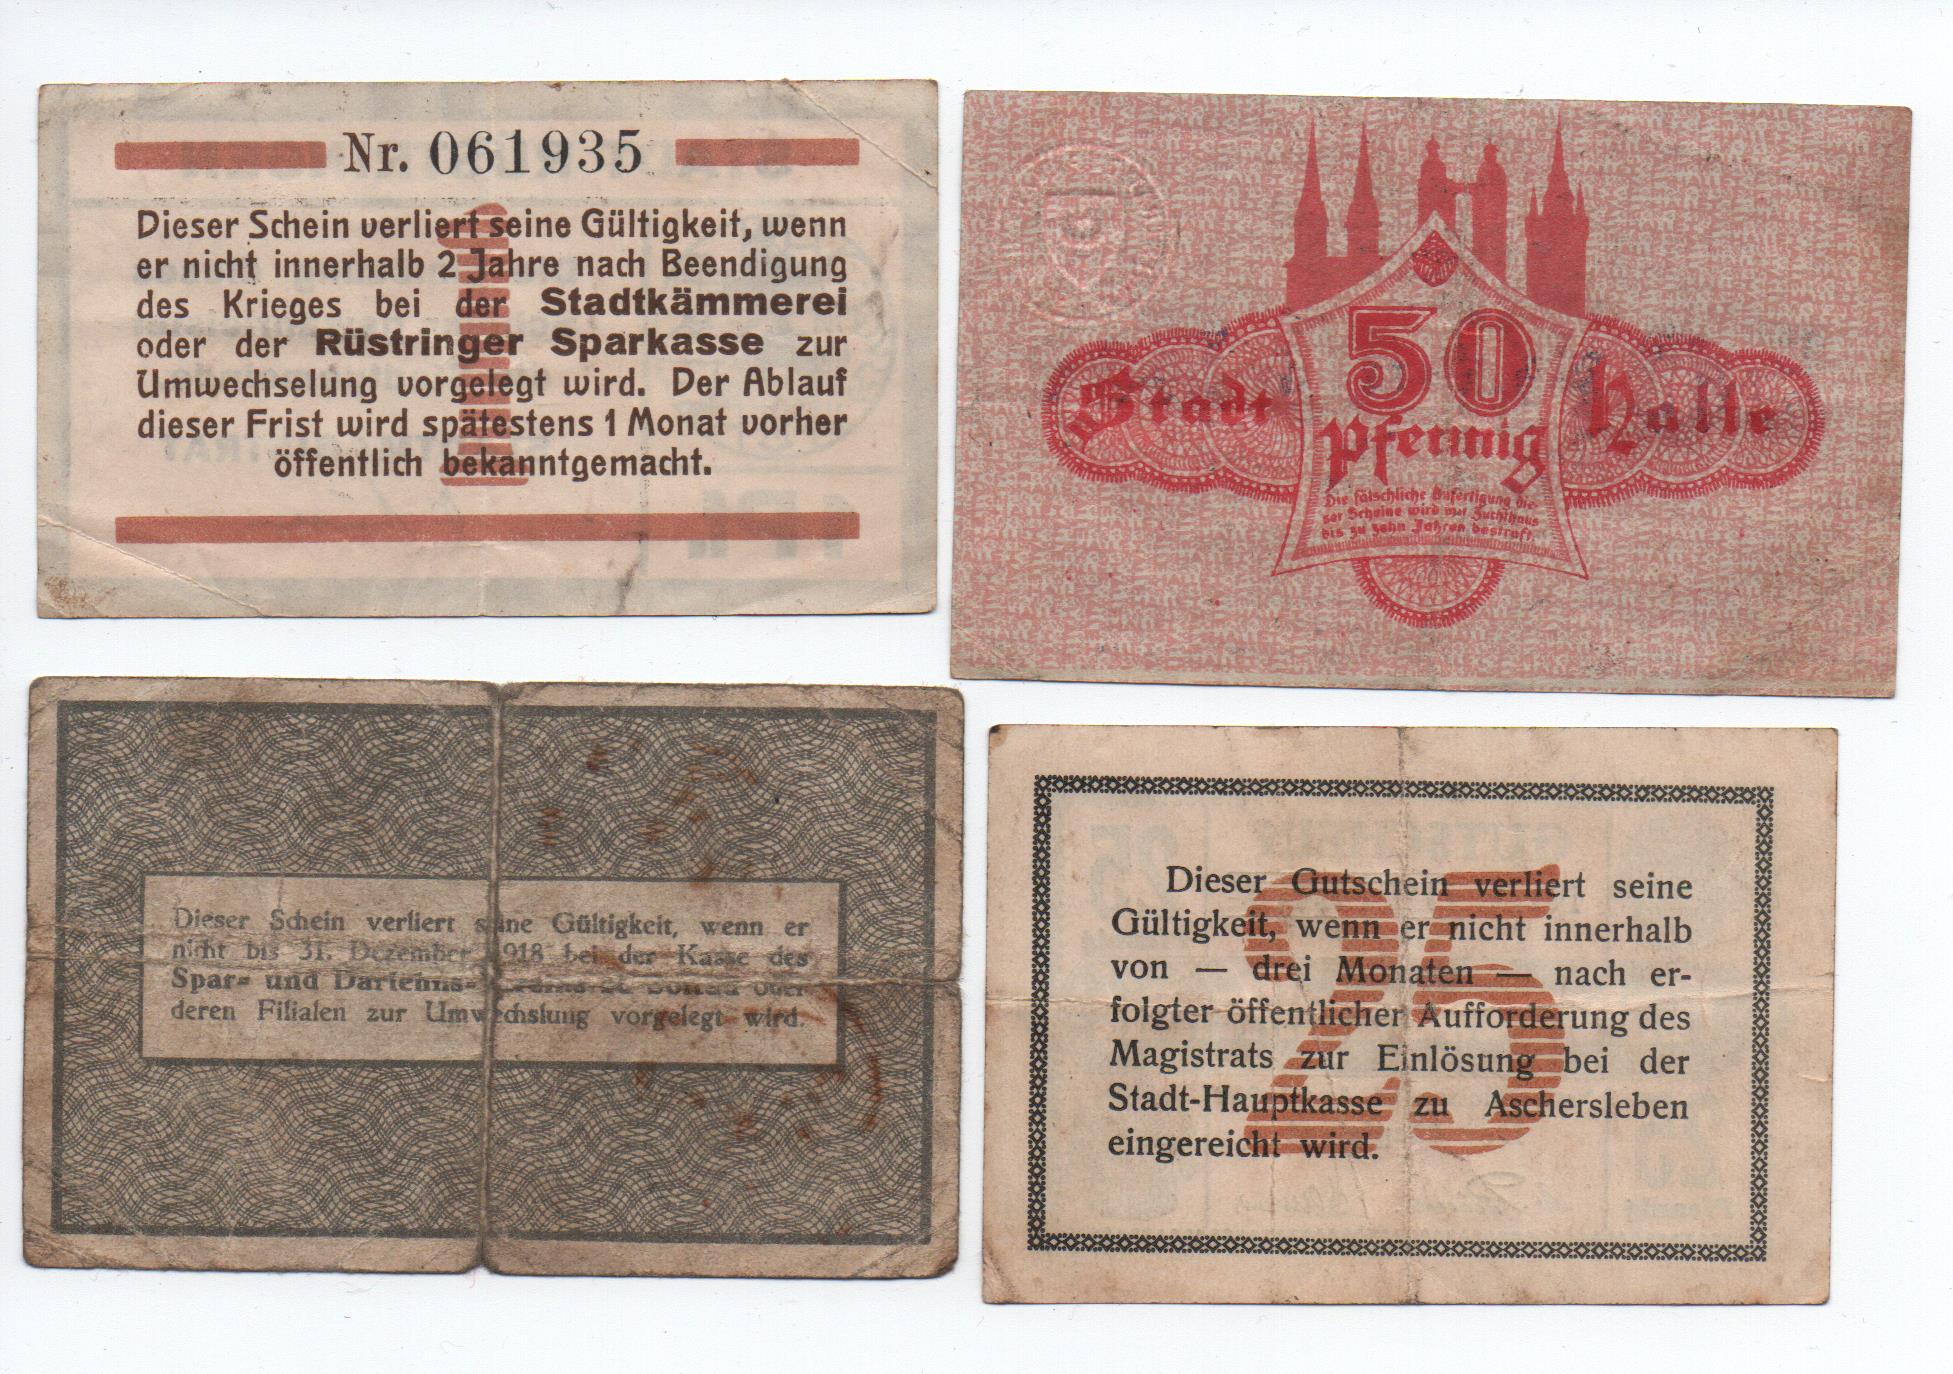 Nr. 061935
Dieser Schein verliert seine Gültigkeit, wenn
er nicht innerhalb 2 Jahre nach Beendigung
des Krieges bei der Stadtkämmerei
oder der Rüstringer Sparkasse zur
Umwechselung vorgelegt wird. Der Ablauf
dieser Frist wird spätestens 1 Monat vorher
öffentlich bekanntgemacht.
1
50
Stadt Halle
Pfennig
Die fälschliche Anfertigung die-
ser Scheine wird mit Zuchthaus
bis zu zehn Jahren bestraft.
Dieser Schein verliert seine Gültigkeit, wenn er
nicht bis 31. Dezember 1918 bei der Kasse des
Spar- und Darlehns-
oder
deren Filialen zur Umwechslung vorgelegt wird.
25
Dieser Gutschein verliert seine
Gültigkeit, wenn er nicht innerhalb
von — drei Monaten — nach er-
folgter öffentlicher Aufforderung des
Magistrats zur Einlösung bei der
Stadt-Hauptkasse zu Aschersleben
eingereicht wird.